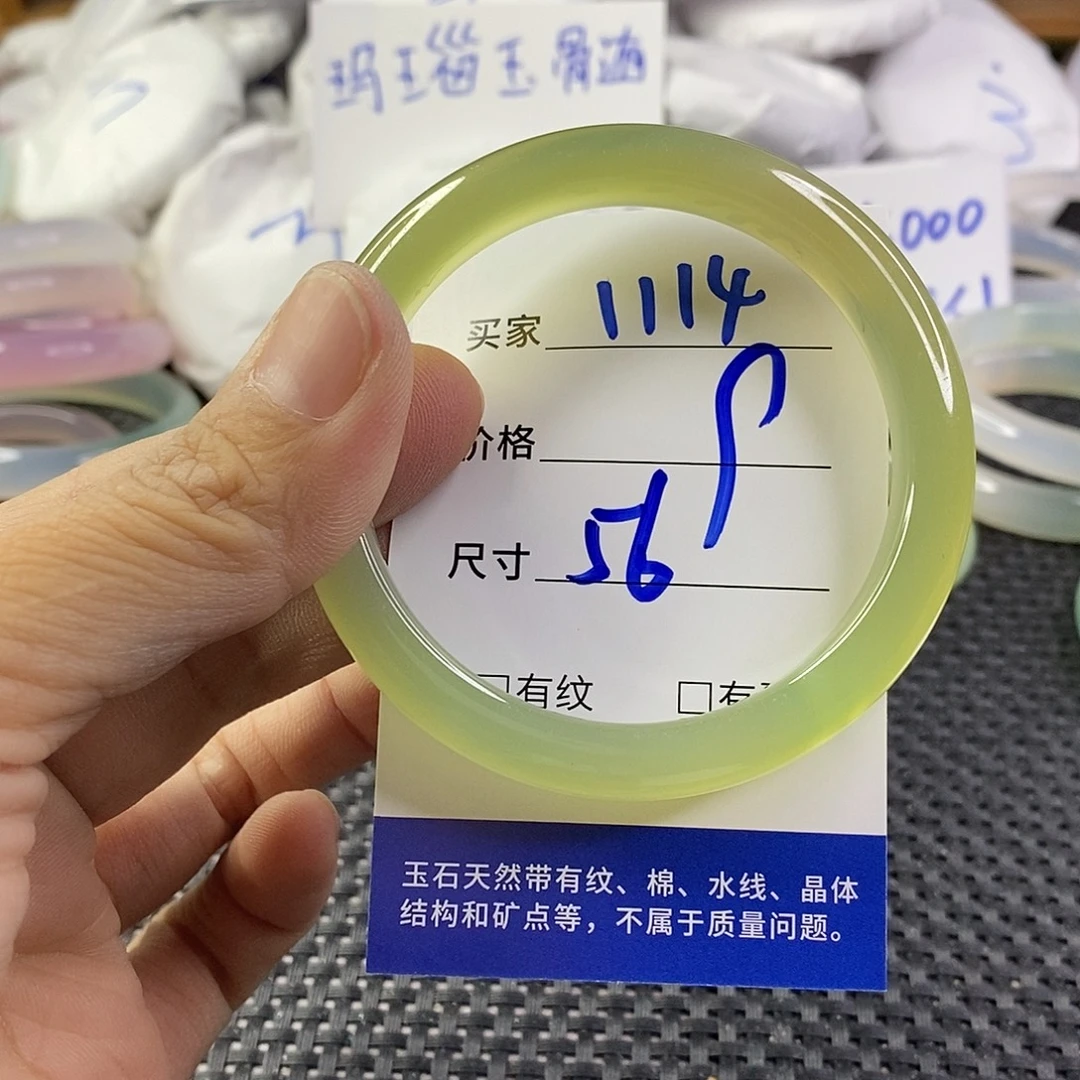 玛瑙玉骨髓
000
买家 1114
价格
尺寸 56
□有纹 □有
玉石天然带有纹、棉、水线、晶体
结构和矿点等，不属于质量问题。